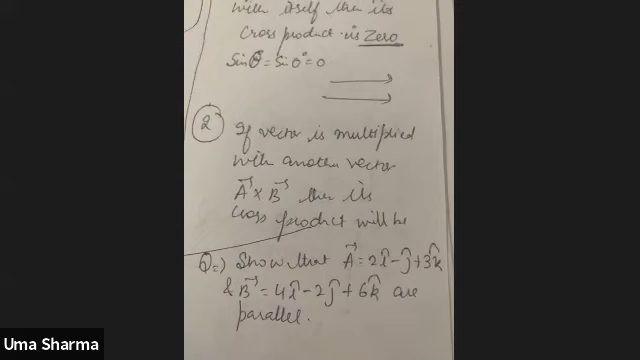 with itself then its
cross product is Zero
Sinθ = Sin 0° = 0
2
If vector is multiplied
with another vector
A⃗ × B⃗ then its
cross product will be
Q=) Show that A⃗ = 2î - ĵ + 3k̂
& B⃗ = 4î - 2ĵ + 6k̂ are
parallel.
Uma Sharma